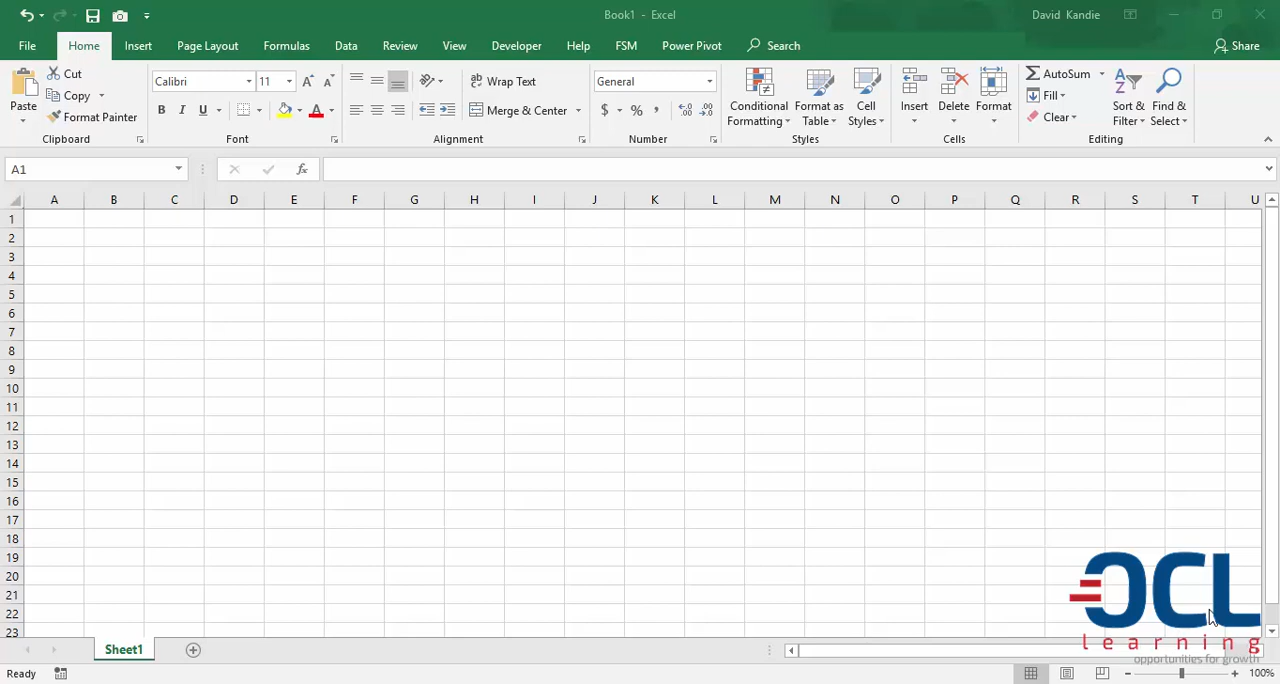 Book1 - Excel
David Kandie
File Home Insert Page Layout Formulas Data Review View Developer Help FSM Power Pivot Search Share
Paste
Cut
Copy
Format Painter
Clipboard
Calibri 11
B I U
Font
Wrap Text
Merge & Center
Alignment
General
$ % ,
Number
Conditional Formatting
Format as Table
Cell Styles
Styles
Insert
Delete
Format
Cells
AutoSum
Fill
Clear
Sort & Filter
Find & Select
Editing
A1
fx
A B C D E F G H I J K L M N O P Q R S T U
1
2
3
4
5
6
7
8
9
10
11
12
13
14
15
16
17
18
19
20
21
22
23
OCL
learning
opportunities for growth
Sheet1
Ready
100%